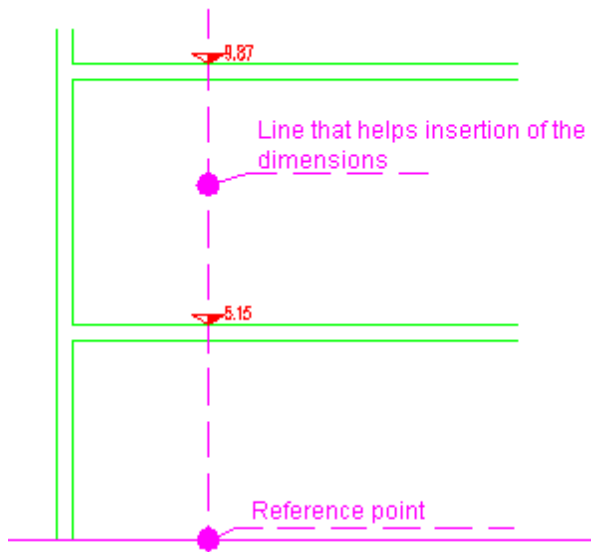 9.87
Line that helps insertion of the
dimensions
5.15
Reference point